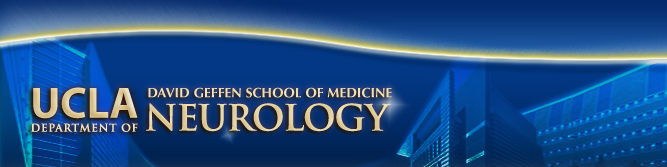 UCLA DAVID GEFFEN SCHOOL OF MEDICINE
DEPARTMENT OF NEUROLOGY